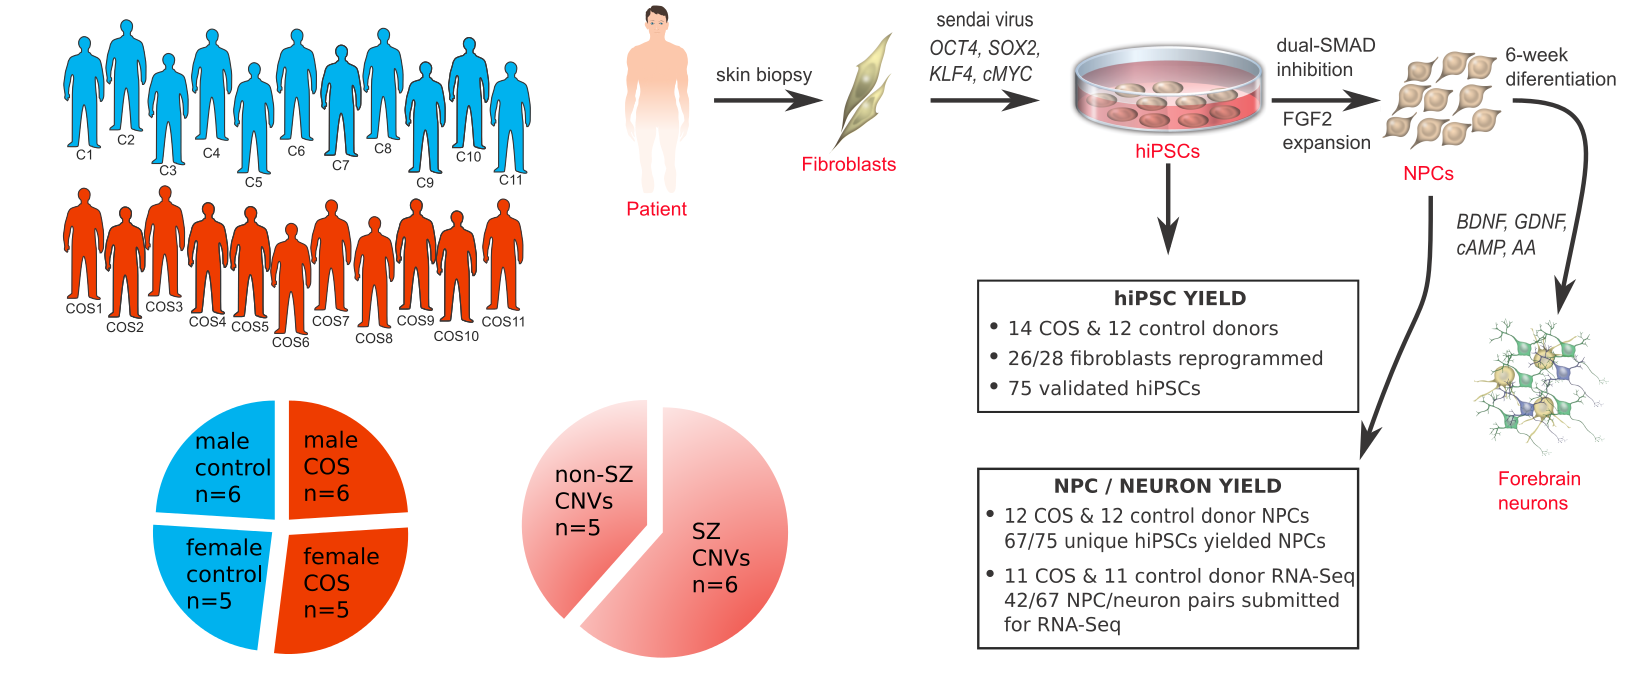 C1
C2
C3
C4
C5
C6
C7
C8
C9
C10
C11
COS1
COS2
COS3
COS4
COS5
COS6
COS7
COS8
COS9
COS10
COS11
male
control
n=6
male
COS
n=6
female
control
n=5
female
COS
n=5
non-SZ
CNVs
n=5
SZ
CNVs
n=6
Patient
skin biopsy
Fibroblasts
sendai virus
OCT4, SOX2,
KLF4, cMYC
hiPSCs
dual-SMAD
inhibition
FGF2
expansion
NPCs
6-week
diferentiation
BDNF, GDNF,
cAMP, AA
Forebrain
neurons
hiPSC YIELD
• 14 COS & 12 control donors
• 26/28 fibroblasts reprogrammed
• 75 validated hiPSCs
NPC / NEURON YIELD
• 12 COS & 12 control donor NPCs
67/75 unique hiPSCs yielded NPCs
• 11 COS & 11 control donor RNA-Seq
42/67 NPC/neuron pairs submitted
for RNA-Seq